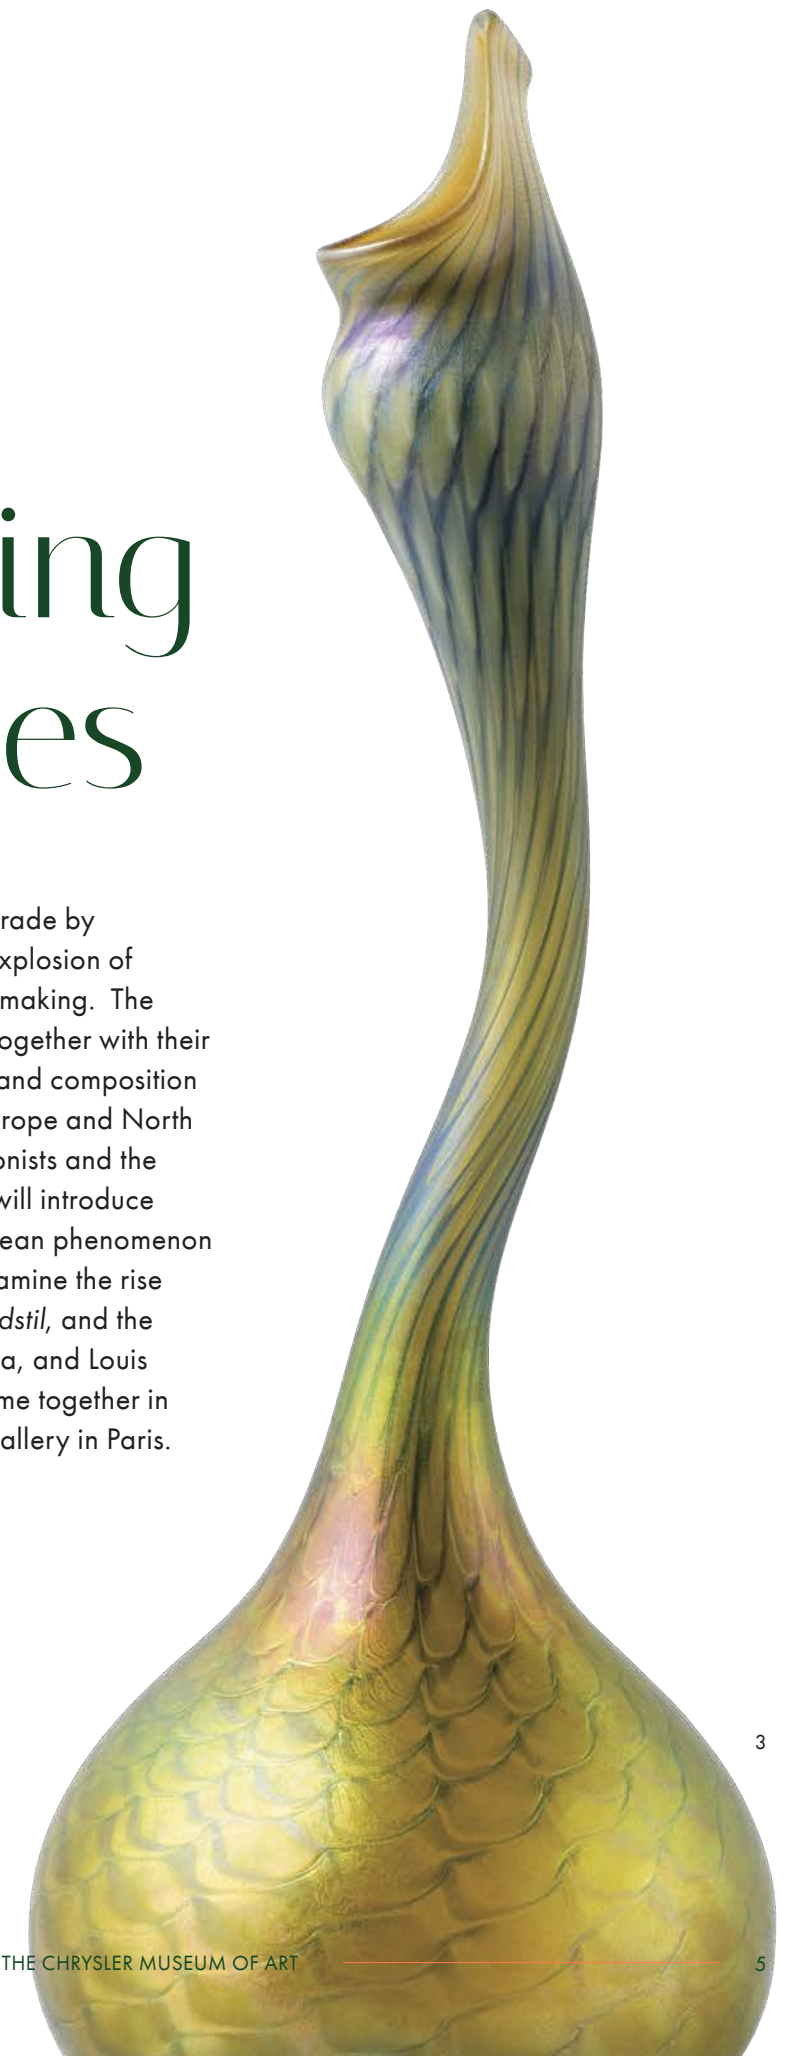 ing
es
rade by
xplosion of
making. The
ogether with their
and composition
rope and North
onists and the
will introduce
ean phenomenon
amine the rise
dstil, and the
a, and Louis
me together in
allery in Paris.
3
THE CHRYSLER MUSEUM OF ART
5